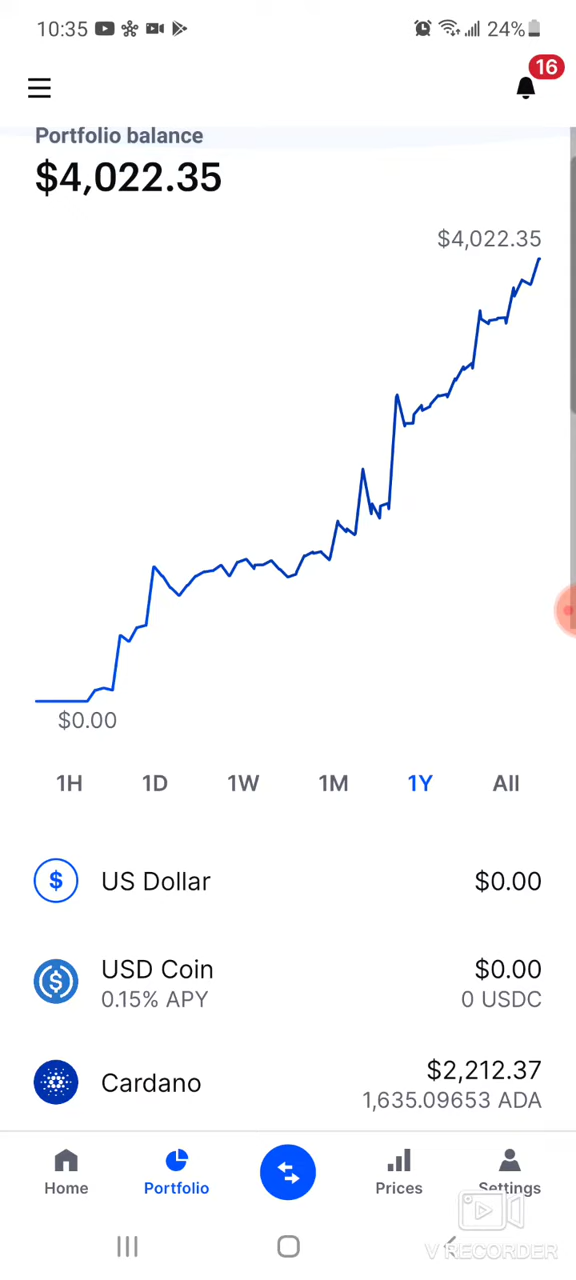 10:35
24%
16
Portfolio balance
$4,022.35
$4,022.35
$0.00
1H 1D 1W 1M 1Y All
$ US Dollar $0.00
$ USD Coin $0.00
0.15% APY 0 USDC
Cardano $2,212.37
1,635.09653 ADA
Home Portfolio Prices Settings
V RECORDER